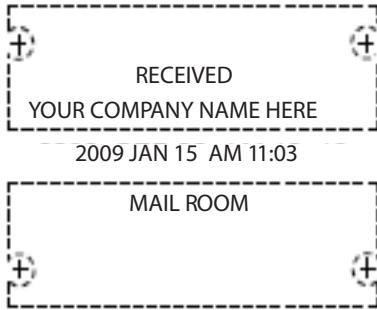 RECEIVED
YOUR COMPANY NAME HERE
2009 JAN 15 AM 11:03
MAIL ROOM